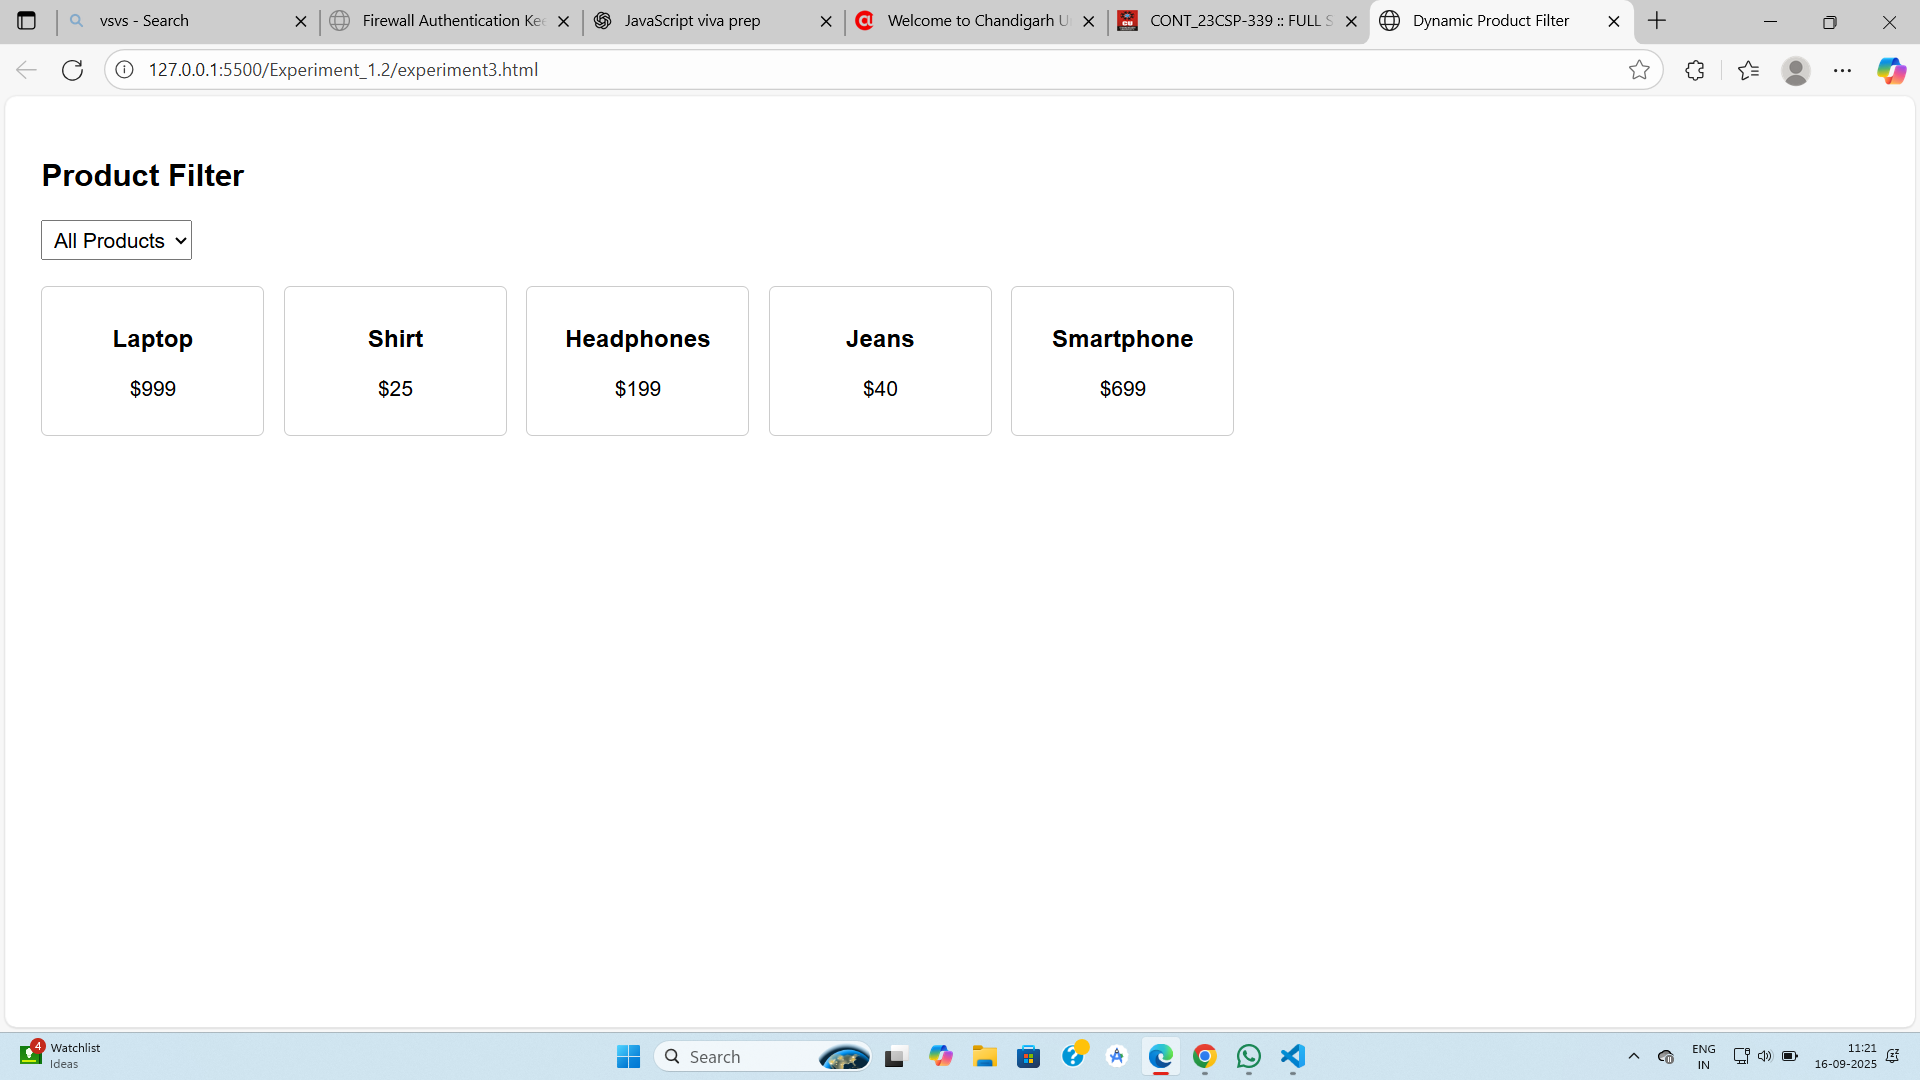 vsvs - Search
Firewall Authentication Kee
JavaScript viva prep
Welcome to Chandigarh U
CONT_23CSP-339 :: FULL S
Dynamic Product Filter
127.0.0.1:5500/Experiment_1.2/experiment3.html
Product Filter
All Products
Laptop Shirt Headphones Jeans Smartphone
$999 $25 $199 $40 $699
4 Watchlist
Ideas
Search
ENG
IN
11:21
16-09-2025